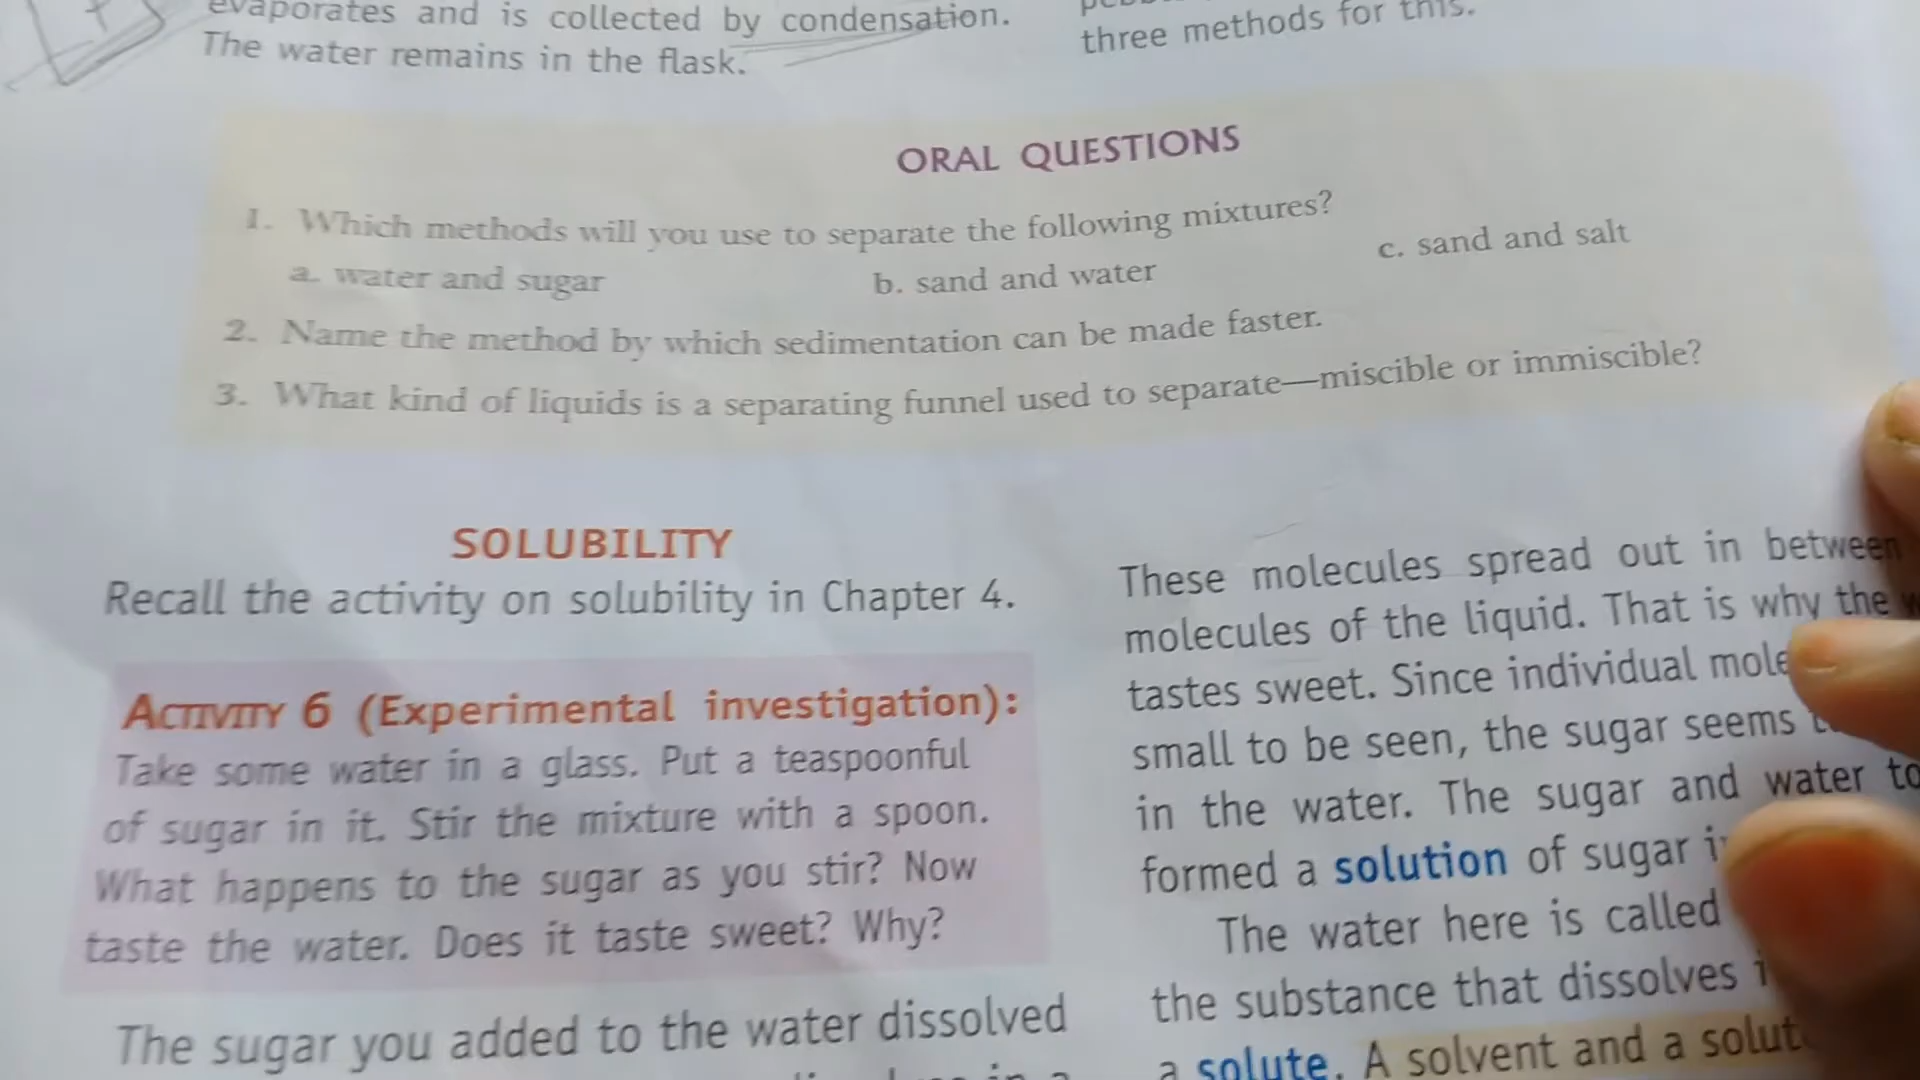 evaporates and is collected by condensation.
The water remains in the flask.
three methods for this.
ORAL QUESTIONS
1. Which methods will you use to separate the following mixtures?
a. water and sugar b. sand and water c. sand and salt
2. Name the method by which sedimentation can be made faster.
3. What kind of liquids is a separating funnel used to separate—miscible or immiscible?
SOLUBILITY
Recall the activity on solubility in Chapter 4.
ACTIVITY 6 (Experimental investigation):
Take some water in a glass. Put a teaspoonful
of sugar in it. Stir the mixture with a spoon.
What happens to the sugar as you stir? Now
taste the water. Does it taste sweet? Why?
The sugar you added to the water dissolved
These molecules spread out in between
molecules of the liquid. That is why the
tastes sweet. Since individual
small to be seen, the sugar seems
in the water. The sugar and water
formed a solution of sugar
The water here is called
the substance that dissolves
a solute. A solvent and a